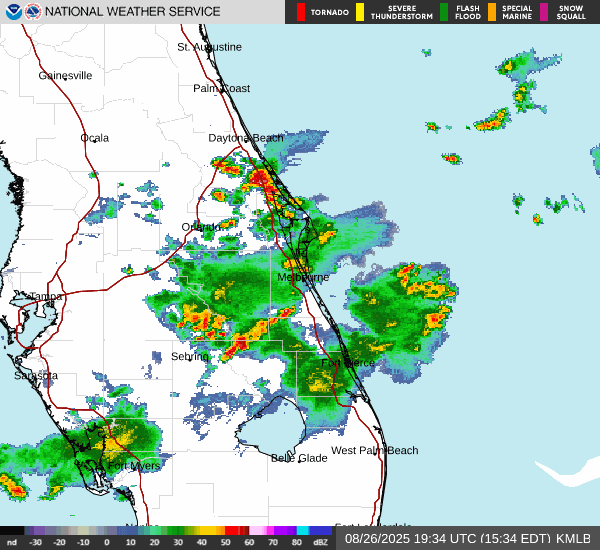 NATIONAL WEATHER SERVICE
TORNADO
SEVERE THUNDERSTORM
FLASH FLOOD
SPECIAL MARINE
SNOW SQUALL
St. Augustine
Gainesville
Palm Coast
Ocala
Daytona Beach
Orlando
Melbourne
Tampa
Sebring
Fort Pierce
Sarasota
West Palm Beach
Belle Glade
Fort Myers
nd -30 -20 -10 0 10 20 30 40 50 60 70 80 dBZ
08/26/2025 19:34 UTC (15:34 EDT) KMLB